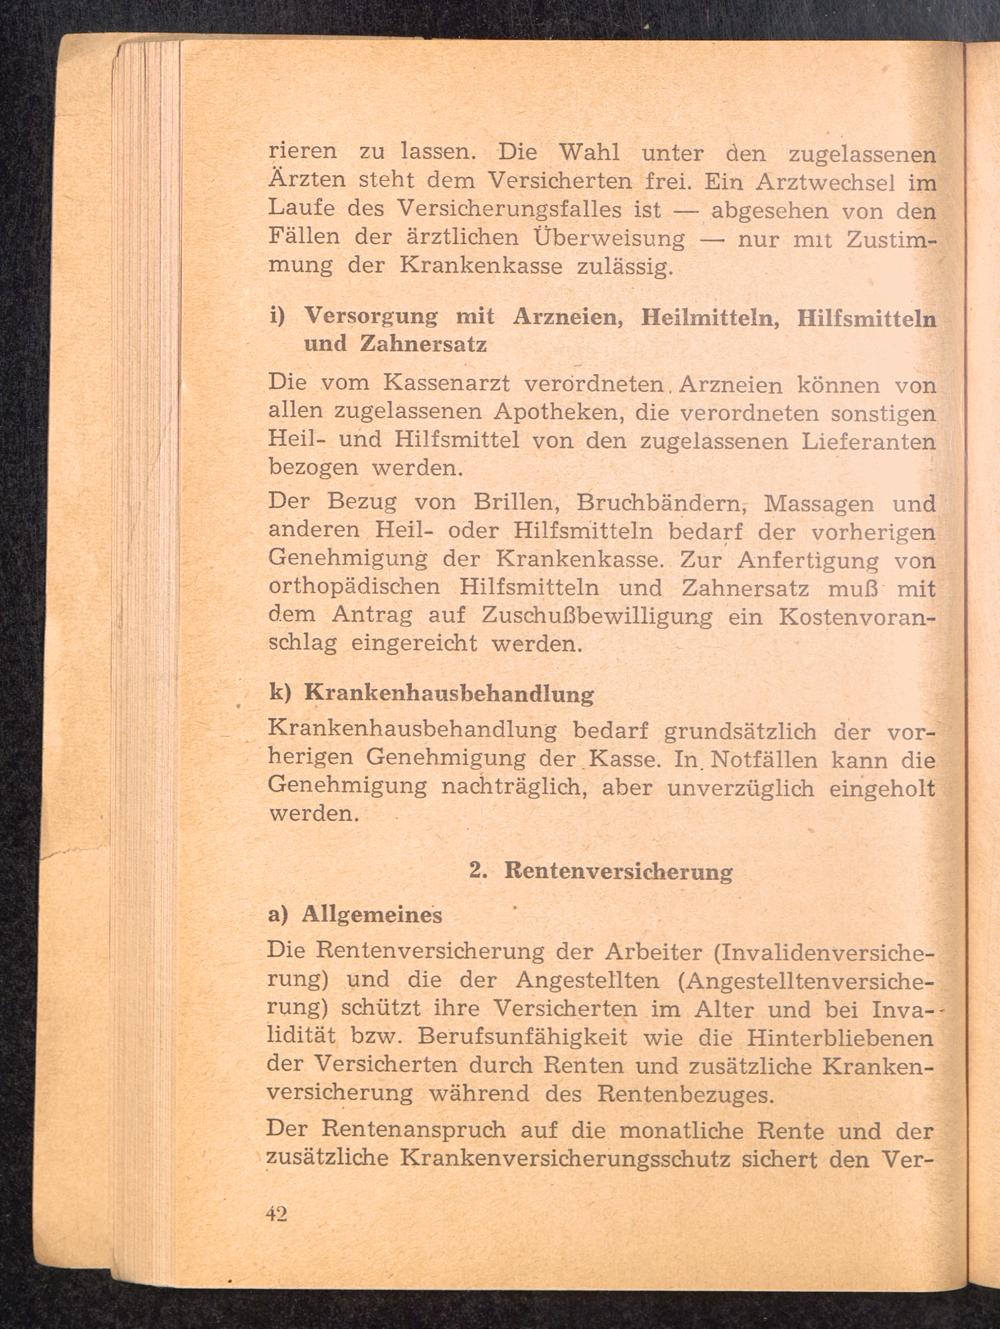 rieren zu lassen. Die Wahl unter den zugelassenen
Ärzten steht dem Versicherten frei. Ein Arztwechsel im
Laufe des Versicherungsfalles ist — abgesehen von den
Fällen der ärztlichen Überweisung — nur mit Zustim-
mung der Krankenkasse zulässig.
i) Versorgung mit Arzneien, Heilmitteln, Hilfsmitteln
und Zahnersatz
Die vom Kassenarzt verordneten Arzneien können von
allen zugelassenen Apotheken, die verordneten sonstigen
Heil- und Hilfsmittel von den zugelassenen Lieferanten
bezogen werden.
Der Bezug von Brillen, Bruchbändern, Massagen und
anderen Heil- oder Hilfsmitteln bedarf der vorherigen
Genehmigung der Krankenkasse. Zur Anfertigung von
orthopädischen Hilfsmitteln und Zahnersatz muß mit
dem Antrag auf Zuschußbewilligung ein Kostenvoran-
schlag eingereicht werden.
k) Krankenhausbehandlung
Krankenhausbehandlung bedarf grundsätzlich der vor-
herigen Genehmigung der Kasse. In Notfällen kann die
Genehmigung nachträglich, aber unverzüglich eingeholt
werden.
2. Rentenversicherung
a) Allgemeines
Die Rentenversicherung der Arbeiter (Invalidenversiche-
rung) und die der Angestellten (Angestelltenversiche-
rung) schützt ihre Versicherten im Alter und bei Inva-
lidität bzw. Berufsunfähigkeit wie die Hinterbliebenen
der Versicherten durch Renten und zusätzliche Kranken-
versicherung während des Rentenbezuges.
Der Rentenanspruch auf die monatliche Rente und der
zusätzliche Krankenversicherungsschutz sichert den Ver-
42